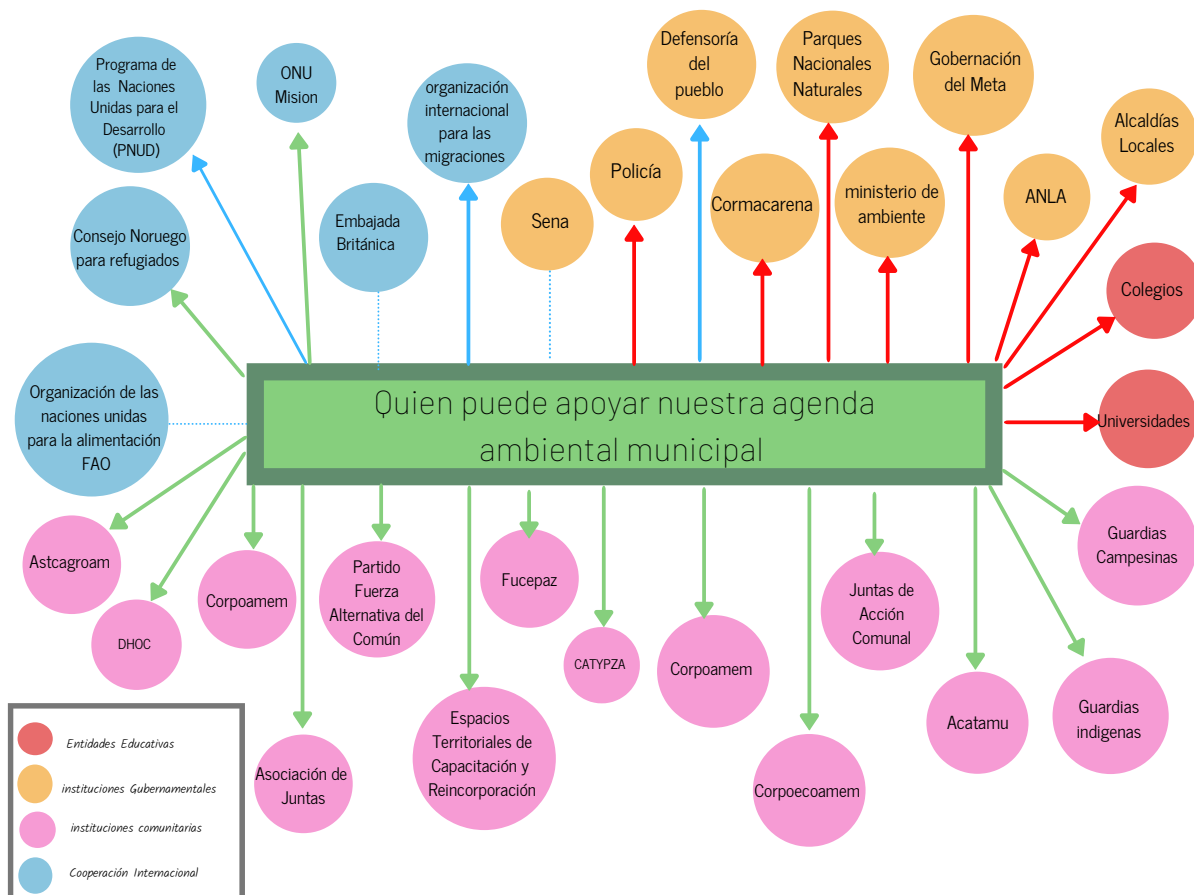 Programa de
las Naciones
Unidas para el
Desarrollo
(PNUD)
ONU
Mision
organización
internacional
para las
migraciones
Defensoría
del
pueblo
Parques
Nacionales
Naturales
Gobernación
del Meta
Alcaldías
Locales
Consejo Noruego
para refugiados
Embajada
Británica
Sena
Policía
Cormacarena
ministerio de
ambiente
ANLA
Colegios
Organización de las
naciones unidas
para la alimentación
FAO
Quien puede apoyar nuestra agenda
ambiental municipal
Universidades
Astcagroam
DHOC
Corpoamem
Partido
Fuerza
Alternativa del
Común
Fucepaz
CATYPZA
Corpoamem
Juntas de
Acción
Comunal
Guardias
Campesinas
Asociación de
Juntas
Espacios
Territoriales de
Capacitación y
Reincorporación
Corpoecoamem
Acatamu
Guardias
indigenas
Entidades Educativas
instituciones Gubernamentales
instituciones comunitarias
Cooperación Internacional